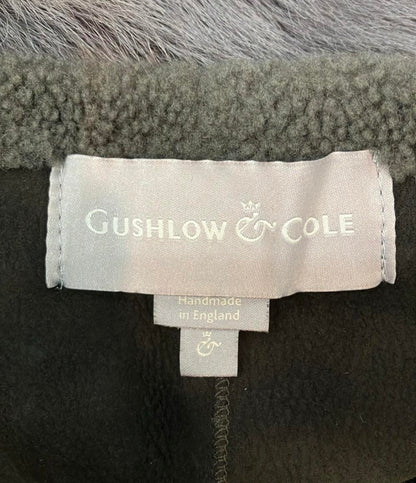 GUSHLOW & COLE
Handmade
in England
&